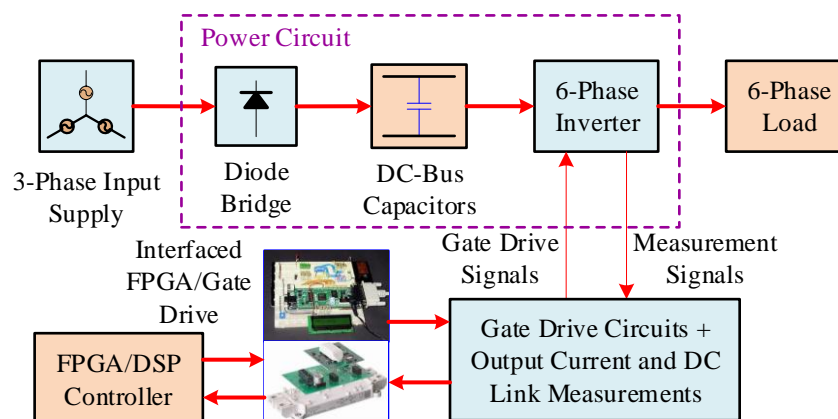 Power Circuit
6-Phase
Inverter
6-Phase
Load
3-Phase Input
Supply
Diode
Bridge
DC-Bus
Capacitors
Interfaced
FPGA/Gate
Drive
Gate Drive
Signals
Measurement
Signals
FPGA/DSP
Controller
Gate Drive Circuits +
Output Current and DC
Link Measurements